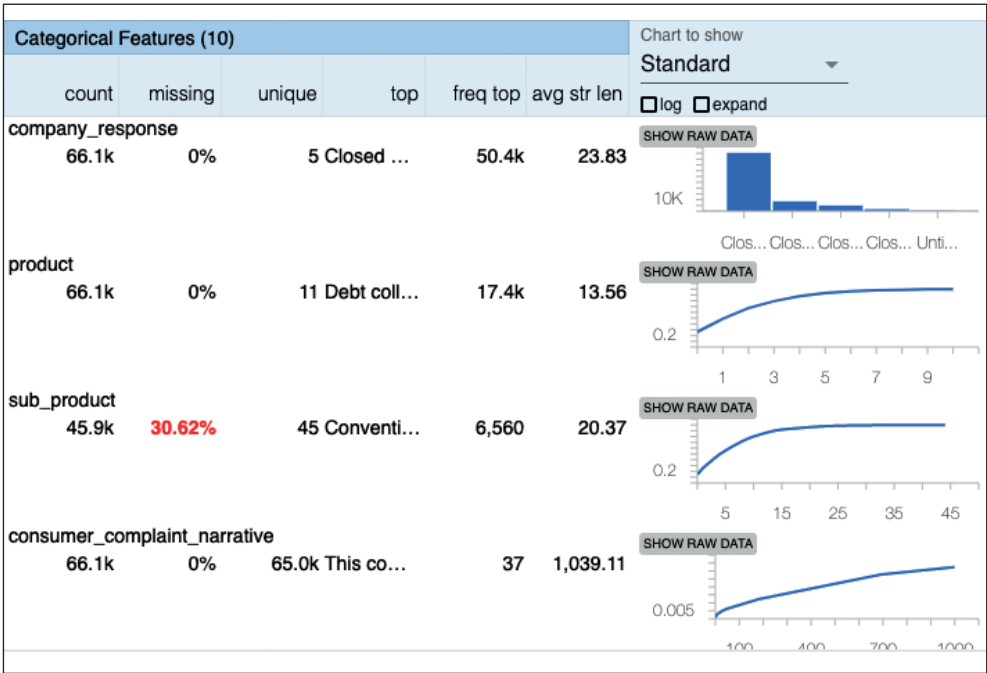 Categorical Features (10)
Chart to show
Standard
count missing unique top freq top avg str len
log expand
company_response
66.1k 0% 5 Closed ... 50.4k 23.83
SHOW RAW DATA
10K
Clos... Clos... Clos... Clos... Unti...
product
66.1k 0% 11 Debt coll... 17.4k 13.56
SHOW RAW DATA
0.2
1 3 5 7 9
sub_product
45.9k 30.62% 45 Conventi... 6,560 20.37
SHOW RAW DATA
0.2
5 15 25 35 45
consumer_complaint_narrative
66.1k 0% 65.0k This co... 37 1,039.11
SHOW RAW DATA
0.005
100 400 700 1000